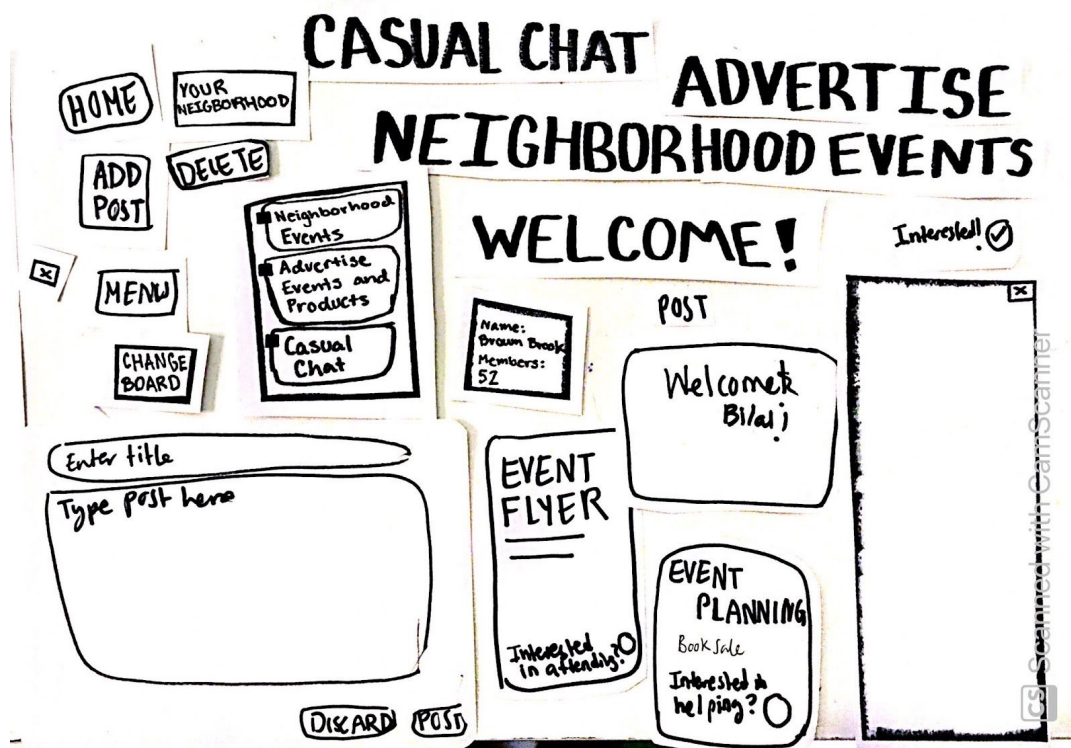 CASUAL CHAT
ADVERTISE
NEIGHBORHOOD EVENTS
HOME
YOUR
NEIGBORHOOD
ADD
POST
DELETE
Neighborhood
Events
Advertise
Events and
Products
Casual
Chat
WELCOME!
Interested!
x
MENU
CHANGE
BOARD
Name:
Brown Brook
Members:
52
POST
x
Welcome
Bilal
Enter title
Type post here
DISCARD
POST
EVENT
FLYER
Interested
in attending?
EVENT
PLANNING
Book Sale
Interested in
helping?
CS Scanned with CamScanner